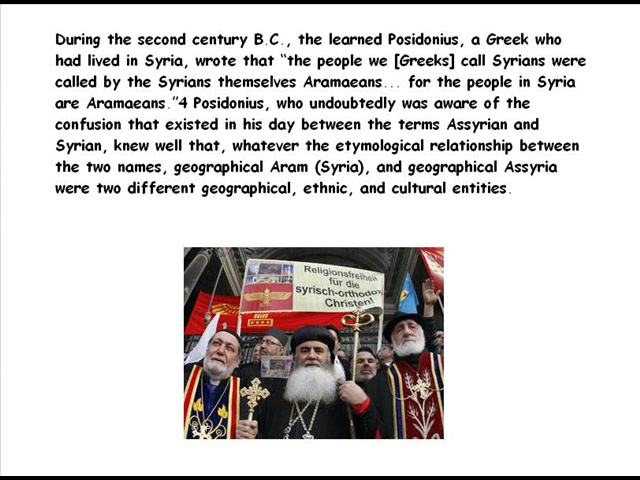 During the second century B.C., the learned Posidonius, a Greek who
had lived in Syria, wrote that "the people we [Greeks] call Syrians were
called by the Syrians themselves Aramaeans... for the people in Syria
are Aramaeans."4 Posidonius, who undoubtedly was aware of the
confusion that existed in his day between the terms Assyrian and
Syrian, knew well that, whatever the etymological relationship between
the two names, geographical Aram (Syria), and geographical Assyria
were two different geographical, ethnic, and cultural entities.
Religionsfreiheit
für die
syrisch-orthodoxen
Christen!